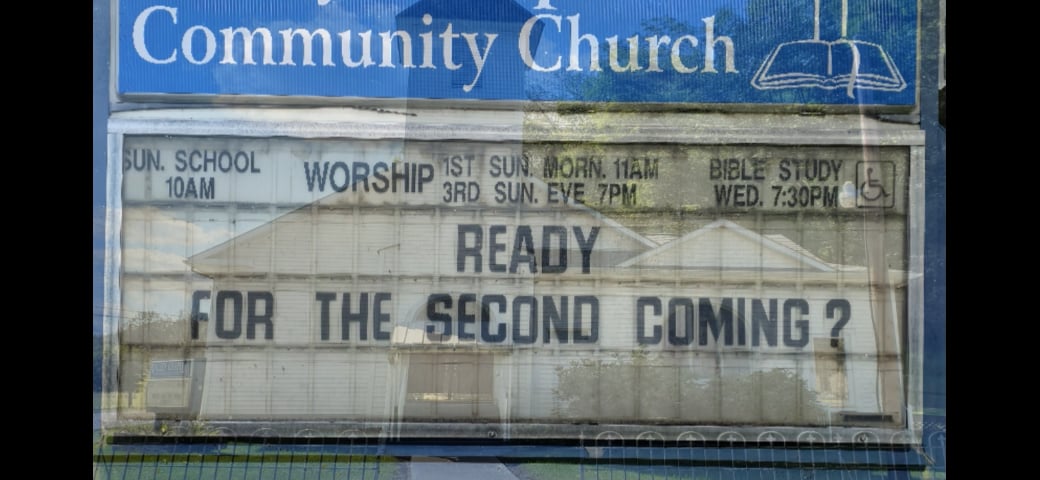 Community Church
SUN. SCHOOL
10AM
WORSHIP
1ST SUN. MORN. 11AM
3RD SUN. EVE 7PM
BIBLE STUDY
WED. 7:30PM
READY
FOR THE SECOND COMING?